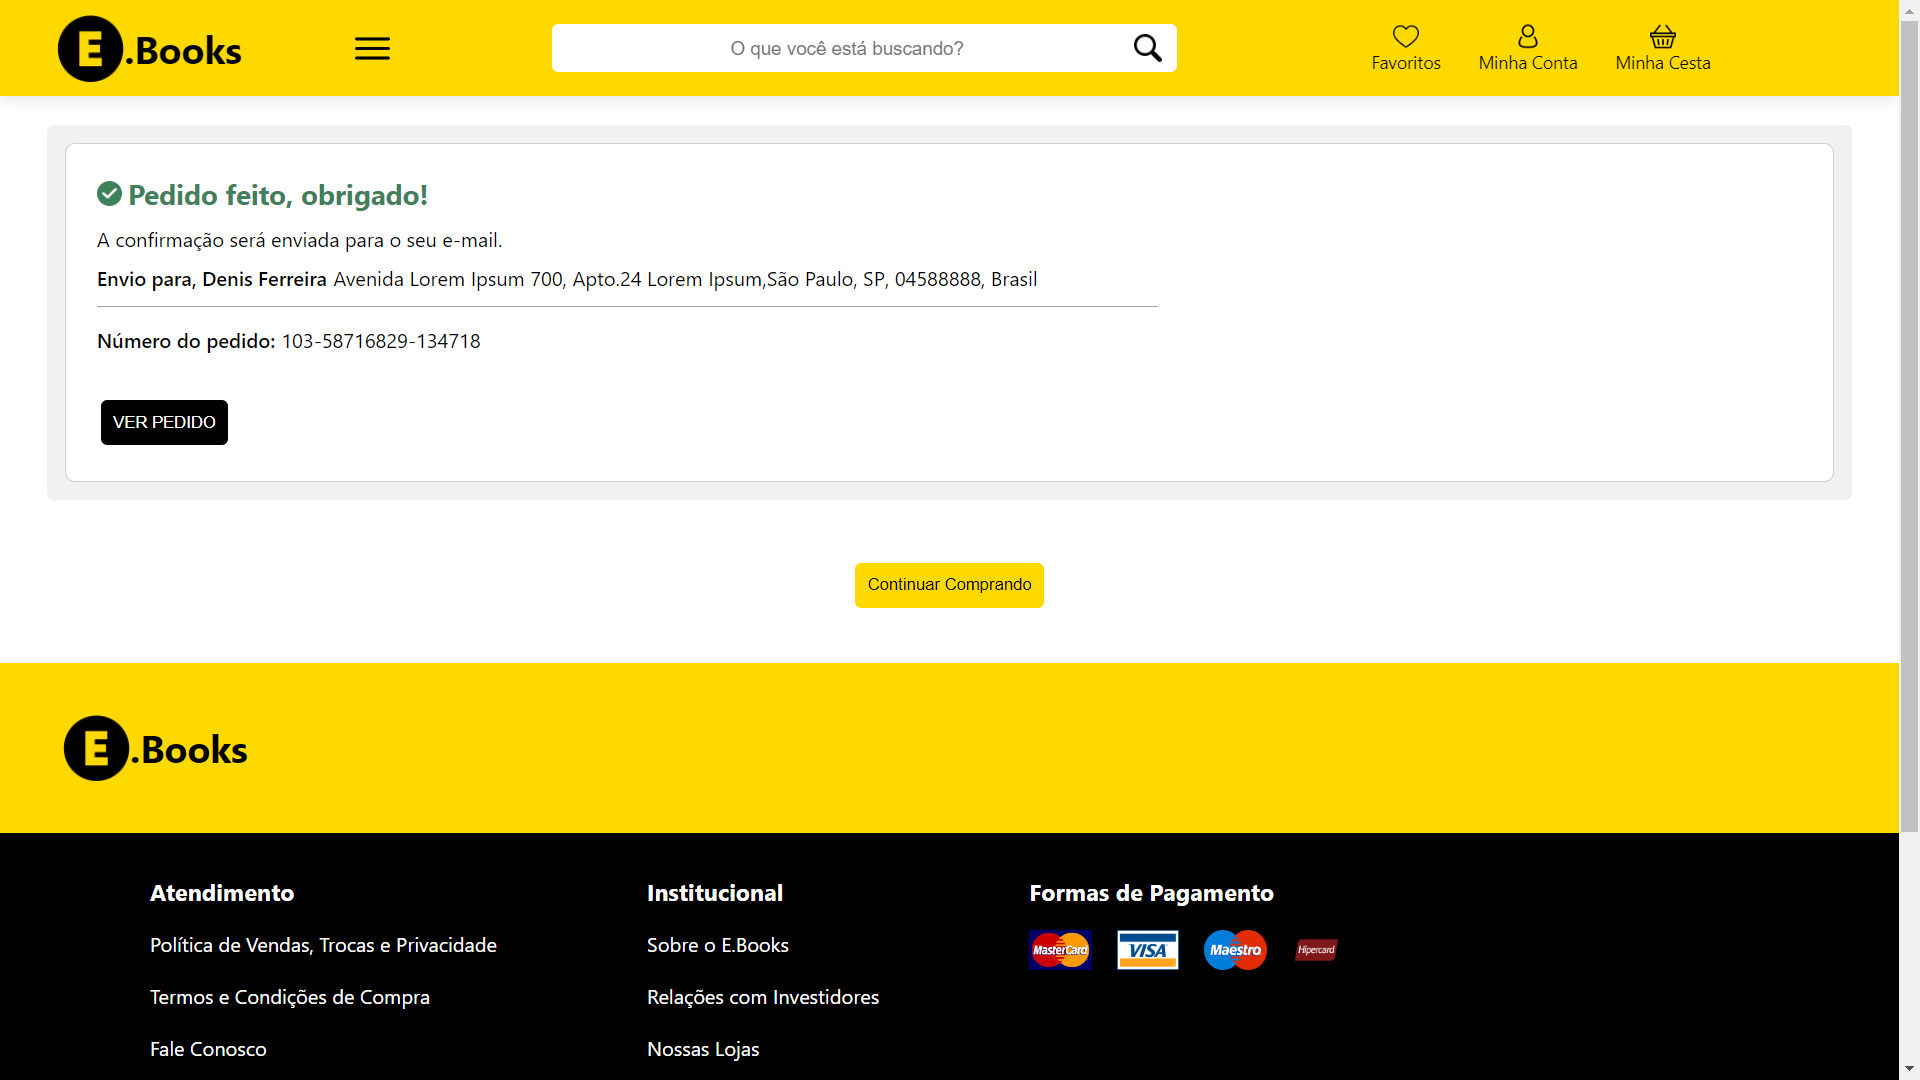 E.Books
O que você está buscando?
Favoritos
Minha Conta
Minha Cesta
Pedido feito, obrigado!
A confirmação será enviada para o seu e-mail.
Envio para, Denis Ferreira Avenida Lorem Ipsum 700, Apto.24 Lorem Ipsum,São Paulo, SP, 04588888, Brasil
Número do pedido: 103-58716829-134718
VER PEDIDO
Continuar Comprando
E.Books
Atendimento
Política de Vendas, Trocas e Privacidade
Termos e Condições de Compra
Fale Conosco
Institucional
Sobre o E.Books
Relações com Investidores
Nossas Lojas
Formas de Pagamento
MasterCard
VISA
Maestro
Hipercard